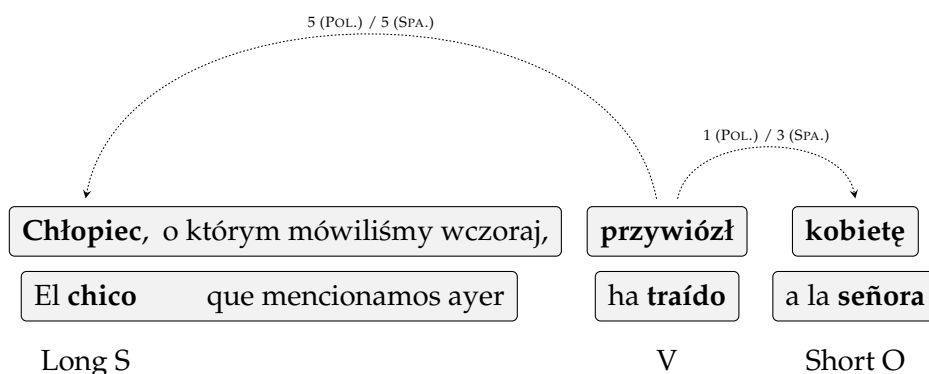 5 (POL.) / 5 (SPA.)
1 (POL.) / 3 (SPA.)
Chłopiec, o którym mówiliśmy wczoraj, przywiózł kobietę
El chico que mencionamos ayer ha traído a la señora
Long S V Short O